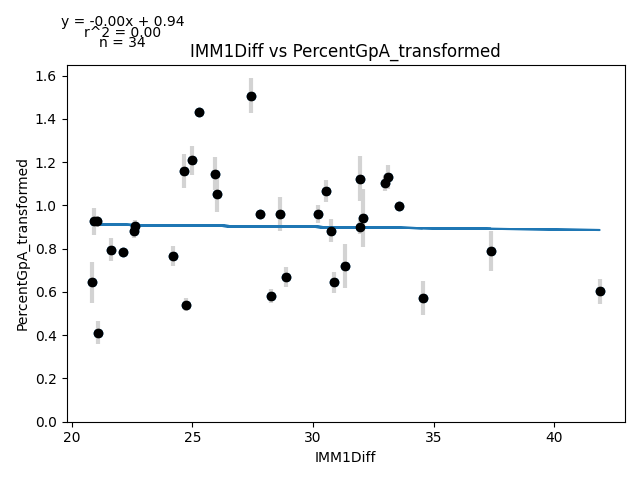 y = -0.00x + 0.94
r^2 = 0.00
n = 34
IMM1Diff vs PercentGpA_transformed
PercentGpA_transformed
1.6
1.4
1.2
1.0
0.8
0.6
0.4
0.2
0.0
20 25 30 35 40
IMM1Diff